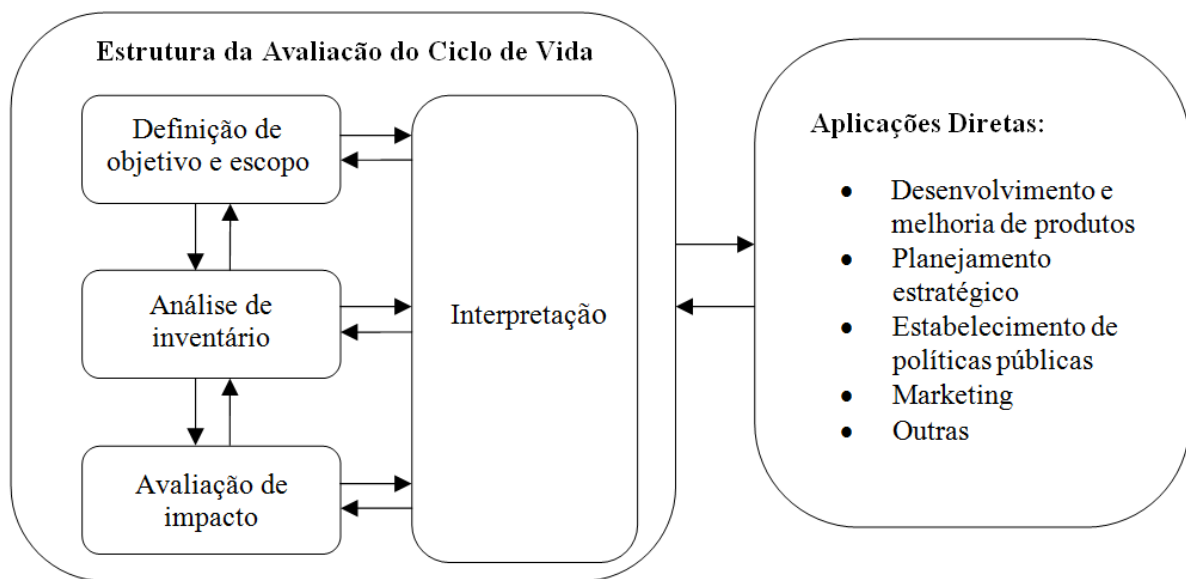 Estrutura da Avaliacão do Ciclo de Vida
Definição de
objetivo e escopo
Análise de
inventário
Avaliação de
impacto
Interpretação
Aplicações Diretas:
• Desenvolvimento e
melhoria de produtos
• Planejamento
estratégico
• Estabelecimento de
políticas públicas
• Marketing
• Outras